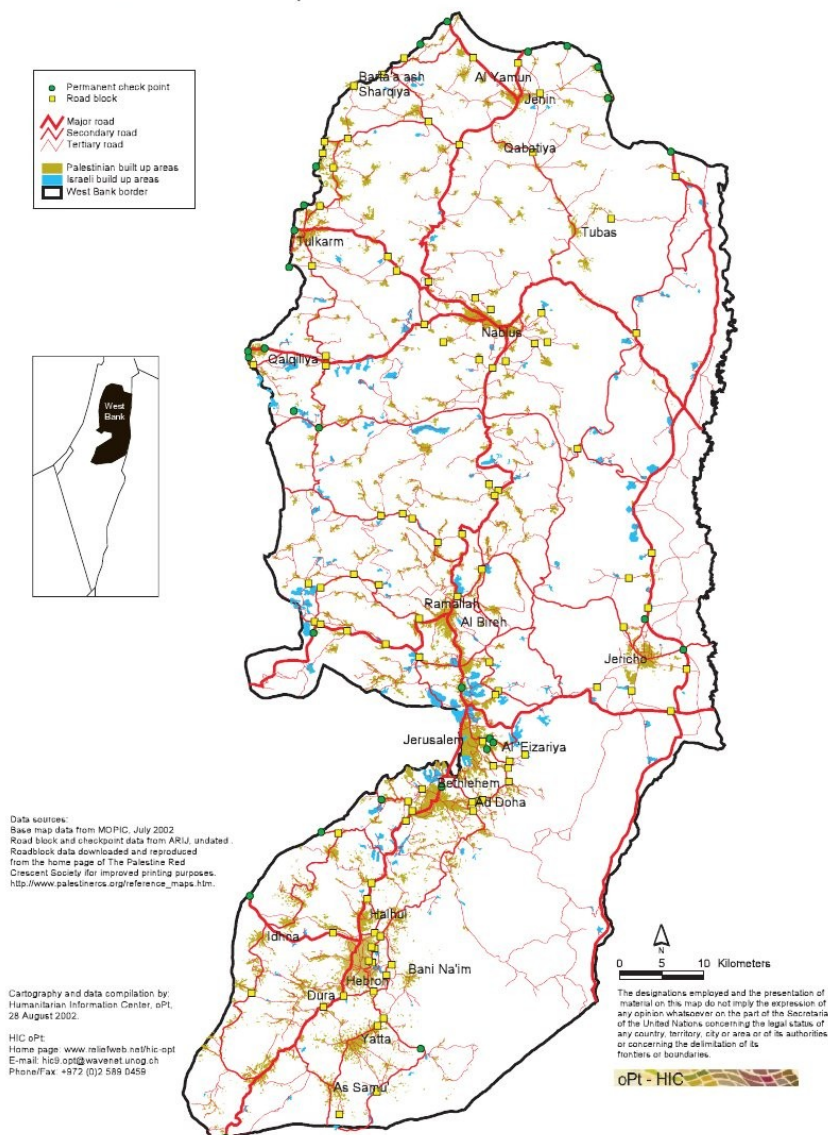 Permanent check point
Road block
Major road
Secondary road
Tertiary road
Palestinian built up areas
Israeli build up areas
West Bank border
Barta'a ash
Sharqiya
Al Yamun
Jenin
Qabatiya
Tulkarm
Tubas
Nablus
Qalqiliya
West
Bank
Ramallah
Al Bireh
Jericho
Jerusalem
Al 'Eizariya
Bethlehem
Ad Doha
Data sources:
Base map data from MOPIC, July 2002
Road block and checkpoint data from ARIJ, undated .
Roadblock data downloaded and reproduced
from the home page of The Palestine Red
Crescent Society ifor improved printing purposes.
http://www.palestinercs.org/reference_maps.htm.
Halhul
Idhna
Bani Na'im
Hebron
Dura
Yatta
As Samu'
N
0 5 10 Kilometers
Cartography and data compilation by:
Humanitarian Information Center, oPt,
28 August 2002.
HIC oPt:
Home page: www.reliefweb.net/hic-opt
E-mail: hic9.opt@wavenet.unog.ch
Phone/Fax: +972 (0)2 589 0459
The designations employed and the presentation of
material on this map do not imply the expression of
any opinion whatsoever on the part of the Secretaria
of the United Nations concerning the legal status of
any country, territory, city or area or of its authorities
or concerning the delimitation of its
frontiers or boundaries.
oPt - HIC